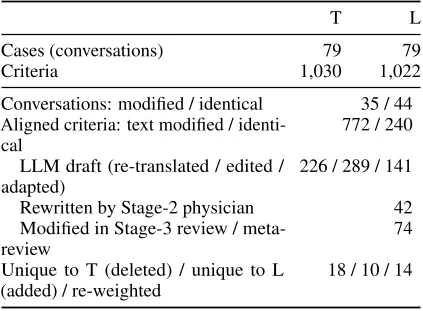 T L
Cases (conversations) 79 79
Criteria 1,030 1,022
Conversations: modified / identical 35 / 44
Aligned criteria: text modified / identi- 772 / 240
cal
LLM draft (re-translated / edited / 226 / 289 / 141
adapted)
Rewritten by Stage-2 physician 42
Modified in Stage-3 review / meta- 74
review
Unique to T (deleted) / unique to L 18 / 10 / 14
(added) / re-weighted